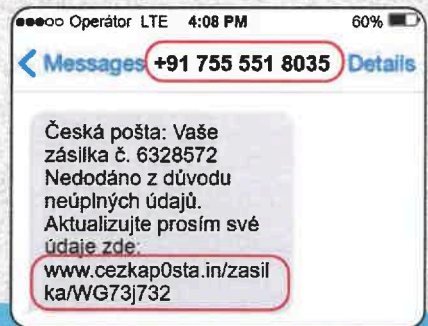 Operátor LTE 4:08 PM 60%
Messages +91 755 551 8035 Details
Česká pošta: Vaše
zásilka č. 6328572
Nedodáno z důvodu
neúplných údajů.
Aktualizujte prosím své
údaje zde:
www.cezkap0sta.in/zasil
ka/WG73j732